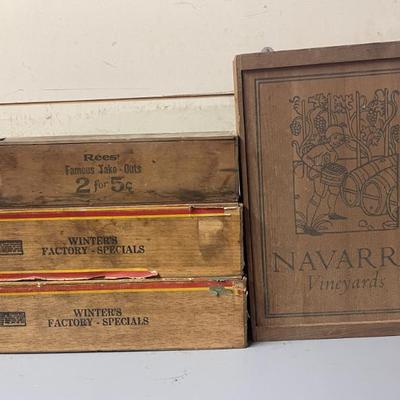 Rees'
Famous Take-Outs
2 for 5¢
WINTER'S
FACTORY-SPECIALS
WINTER'S
FACTORY-SPECIALS
NAVARR
Vineyards